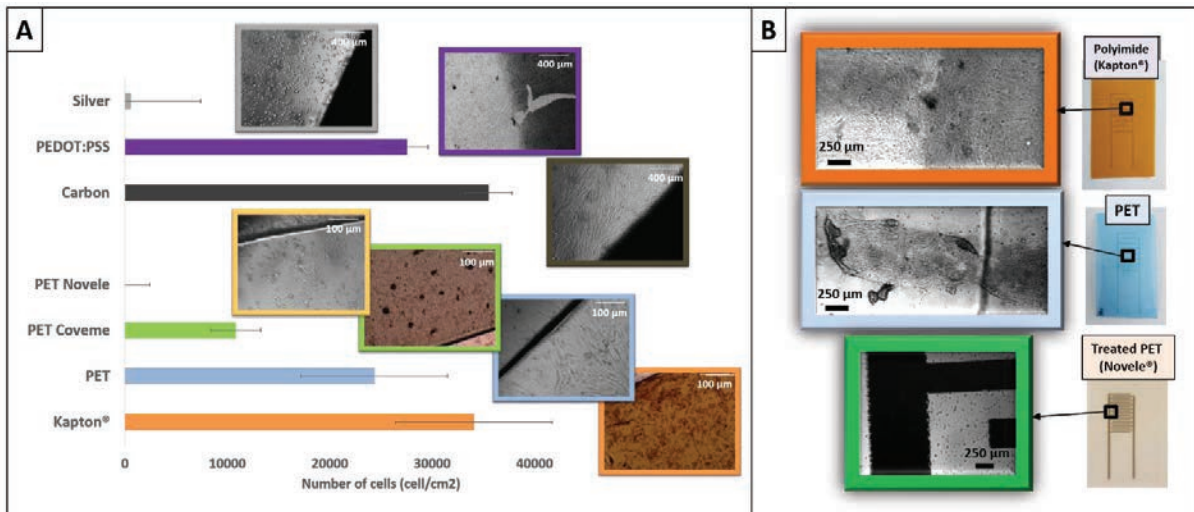 A
Silver
PEDOT:PSS
Carbon
PET Novele
PET Coveme
PET
Kapton®
0 10000 20000 30000 40000
Number of cells (cell/cm2)
400 µm
400 µm
400 µm
100 µm
100 µm
100 µm
100 µm
B
250 µm
Polyimide
(Kapton®)
250 µm
PET
250 µm
Treated PET
(Novele®)